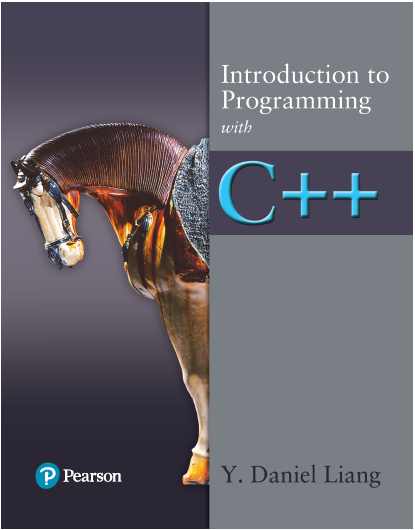 Introduction to
Programming
with
C++
Pearson
Y. Daniel Liang